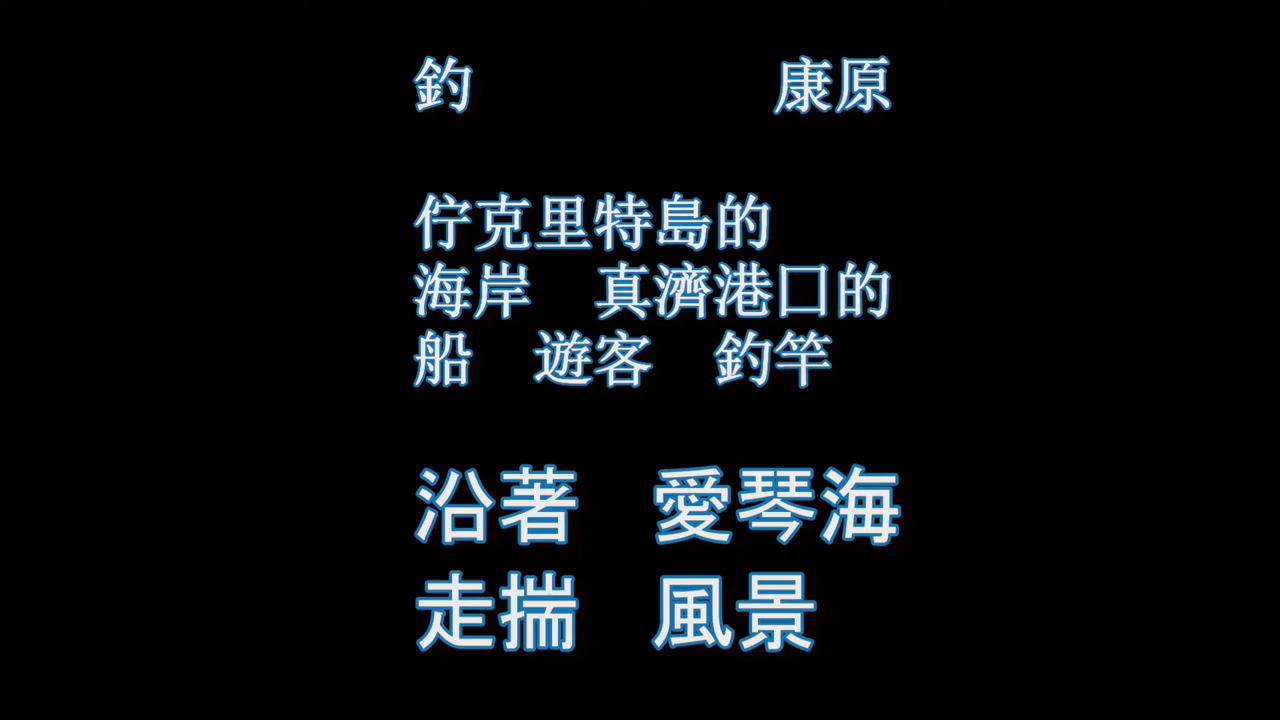 釣　　　　　康原
佇克里特島的
海岸　真濟港口的
船　遊客　釣竿
沿著　愛琴海
走揣　風景